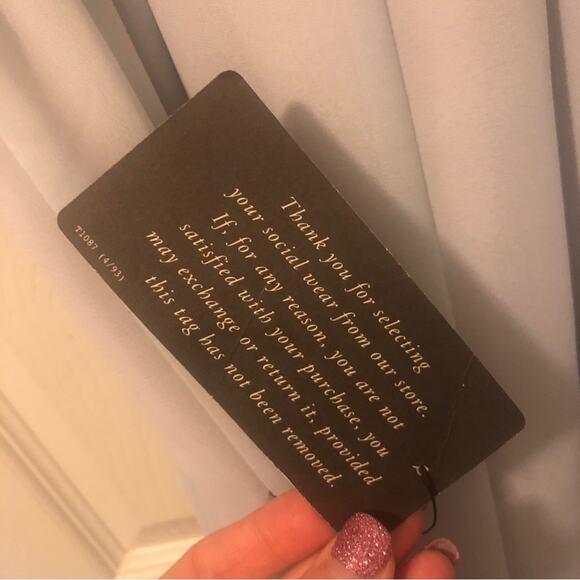 Thank you for selecting
your social wear from our store.
If, for any reason, you are not
satisfied with your purchase, you
may exchange or return it, provided
this tag has not been removed.
T1087 (4/93)